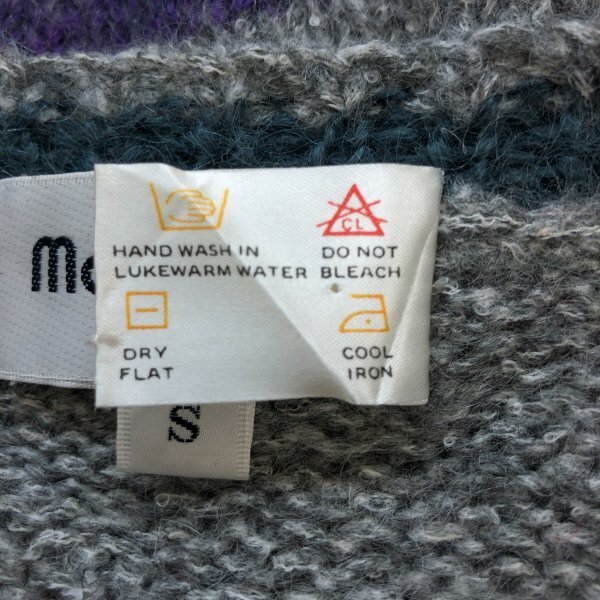 HAND WASH IN
LUKEWARM WATER
CL
DO NOT
BLEACH
DRY
FLAT
COOL
IRON
S